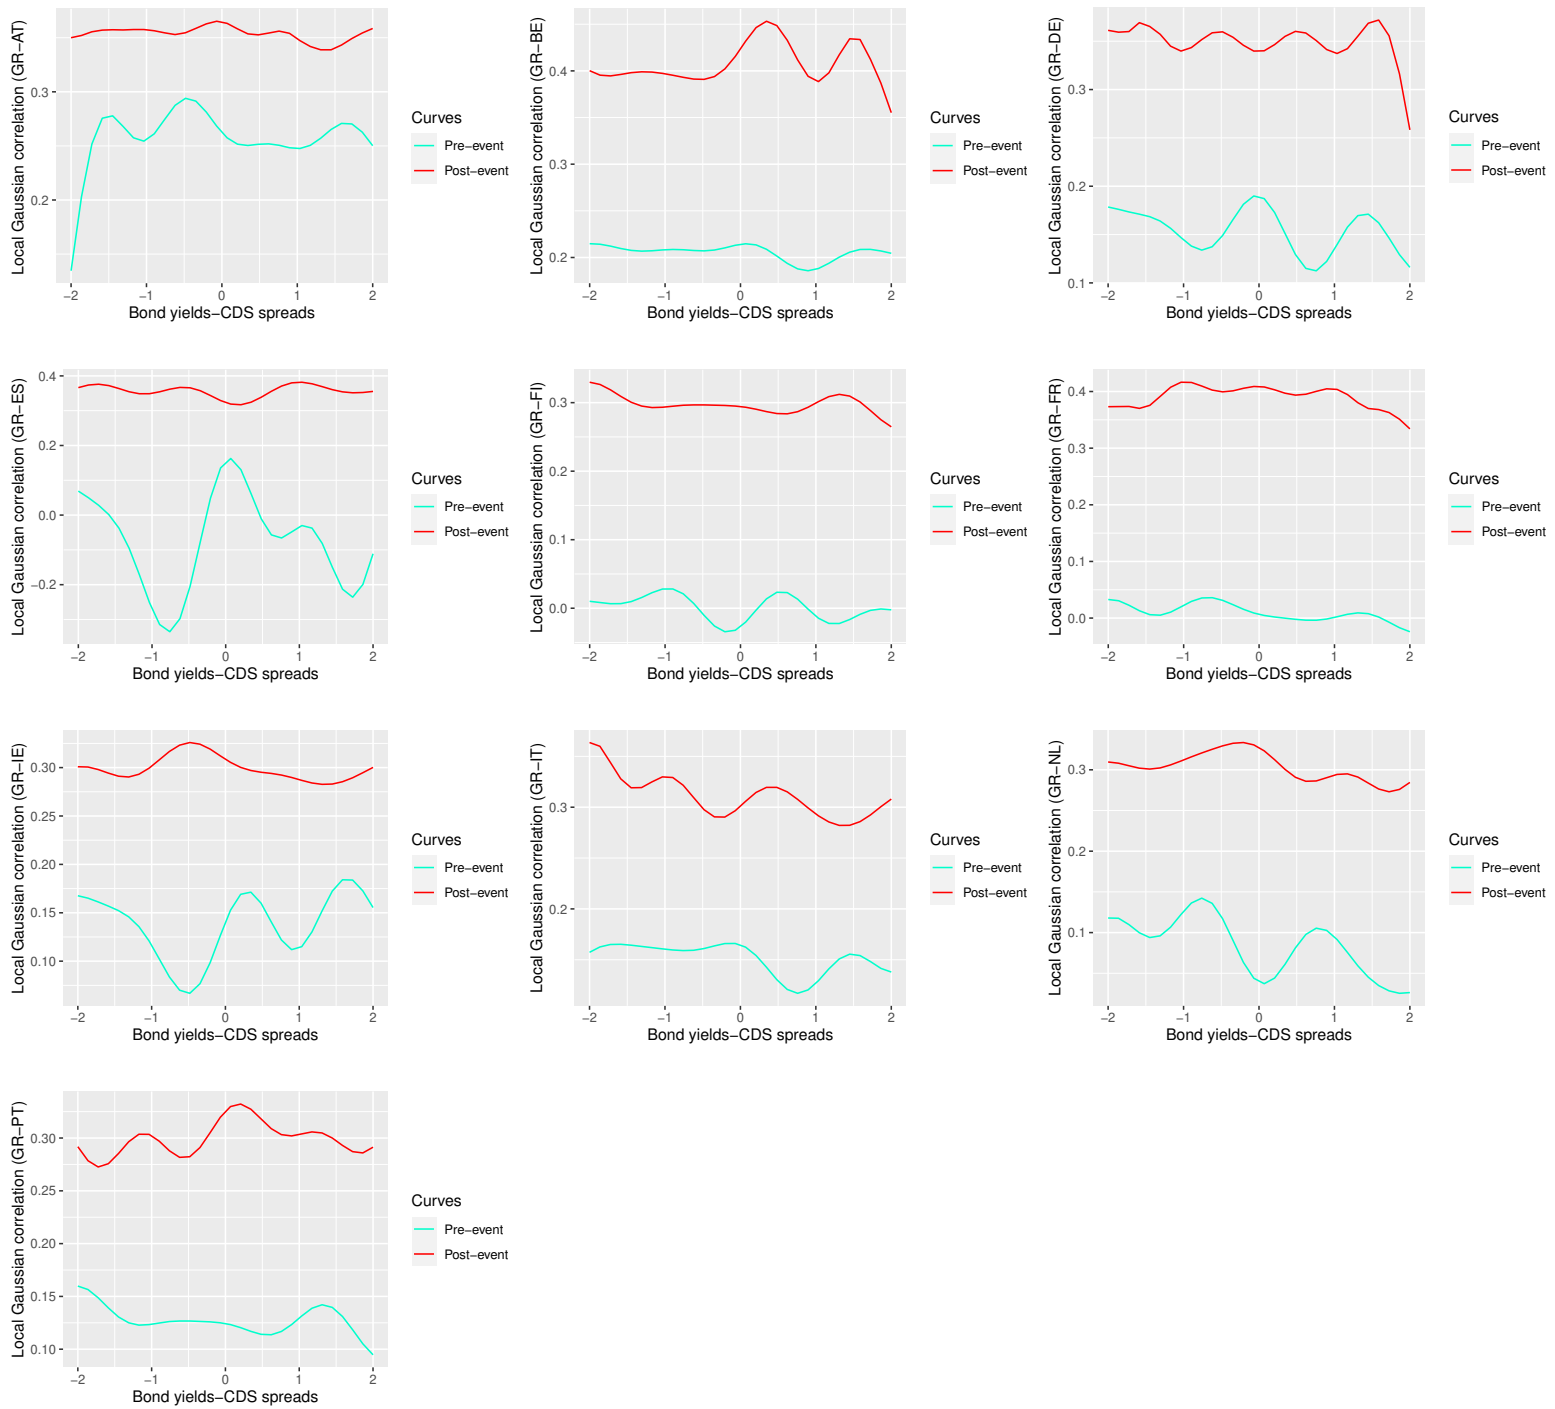 Local Gaussian correlation (GR−AT)
0.3
0.2
−2 −1 0 1 2
Bond yields−CDS spreads
Curves
Pre−event
Post−event
Local Gaussian correlation (GR−BE)
0.4
0.3
0.2
−2 −1 0 1 2
Bond yields−CDS spreads
Curves
Pre−event
Post−event
Local Gaussian correlation (GR−DE)
0.3
0.2
0.1
−2 −1 0 1 2
Bond yields−CDS spreads
Curves
Pre−event
Post−event
Local Gaussian correlation (GR−ES)
0.4
0.2
0.0
−0.2
−2 −1 0 1 2
Bond yields−CDS spreads
Curves
Pre−event
Post−event
Local Gaussian correlation (GR−FI)
0.3
0.2
0.1
0.0
−2 −1 0 1 2
Bond yields−CDS spreads
Curves
Pre−event
Post−event
Local Gaussian correlation (GR−FR)
0.4
0.3
0.2
0.1
0.0
−2 −1 0 1 2
Bond yields−CDS spreads
Curves
Pre−event
Post−event
Local Gaussian correlation (GR−IE)
0.30
0.25
0.20
0.15
0.10
−2 −1 0 1 2
Bond yields−CDS spreads
Curves
Pre−event
Post−event
Local Gaussian correlation (GR−IT)
0.3
0.2
−2 −1 0 1 2
Bond yields−CDS spreads
Curves
Pre−event
Post−event
Local Gaussian correlation (GR−NL)
0.3
0.2
0.1
−2 −1 0 1 2
Bond yields−CDS spreads
Curves
Pre−event
Post−event
Local Gaussian correlation (GR−PT)
0.30
0.25
0.20
0.15
0.10
−2 −1 0 1 2
Bond yields−CDS spreads
Curves
Pre−event
Post−event